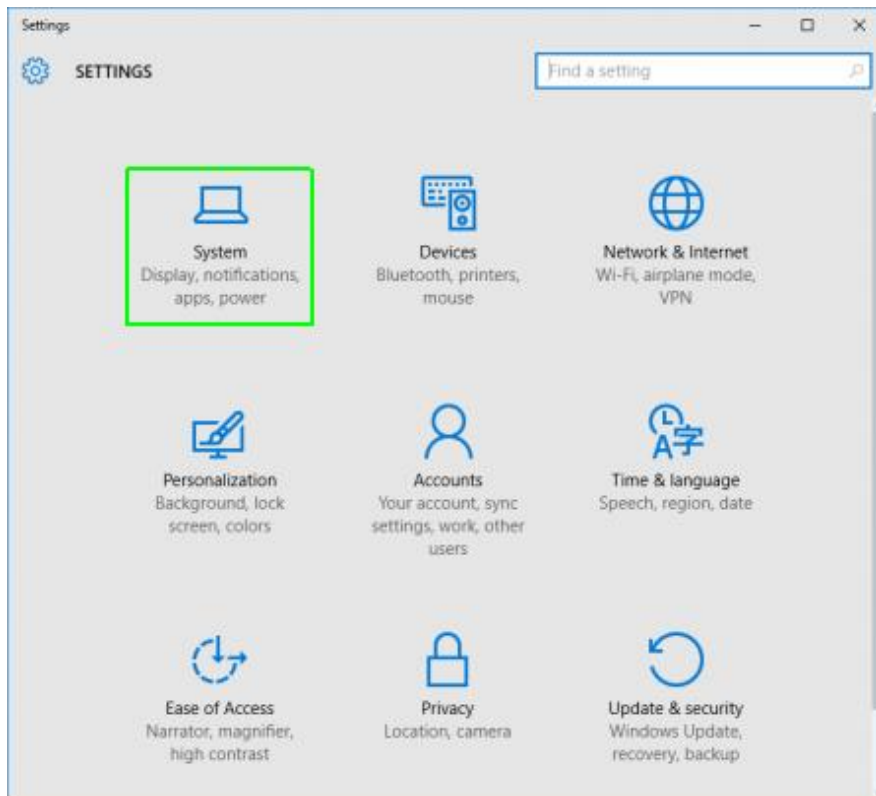 Settings
SETTINGS
Find a setting
System
Display, notifications,
apps, power
Devices
Bluetooth, printers,
mouse
Network & Internet
Wi-Fi, airplane mode,
VPN
Personalization
Background, lock
screen, colors
Accounts
Your account, sync
settings, work, other
users
A字
Time & language
Speech, region, date
Ease of Access
Narrator, magnifier,
high contrast
Privacy
Location, camera
Update & security
Windows Update,
recovery, backup